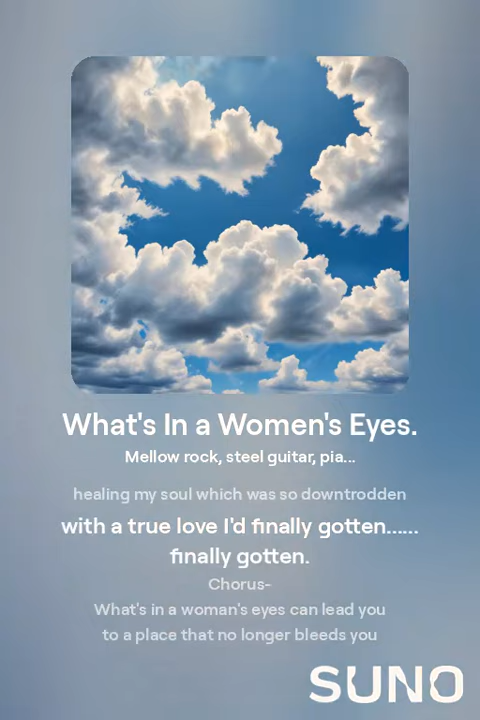 What's In a Women's Eyes.
Mellow rock, steel guitar, pia...
healing my soul which was so downtrodden
with a true love I'd finally gotten......
finally gotten.
Chorus-
What's in a woman's eyes can lead you
to a place that no longer bleeds you
SUNO